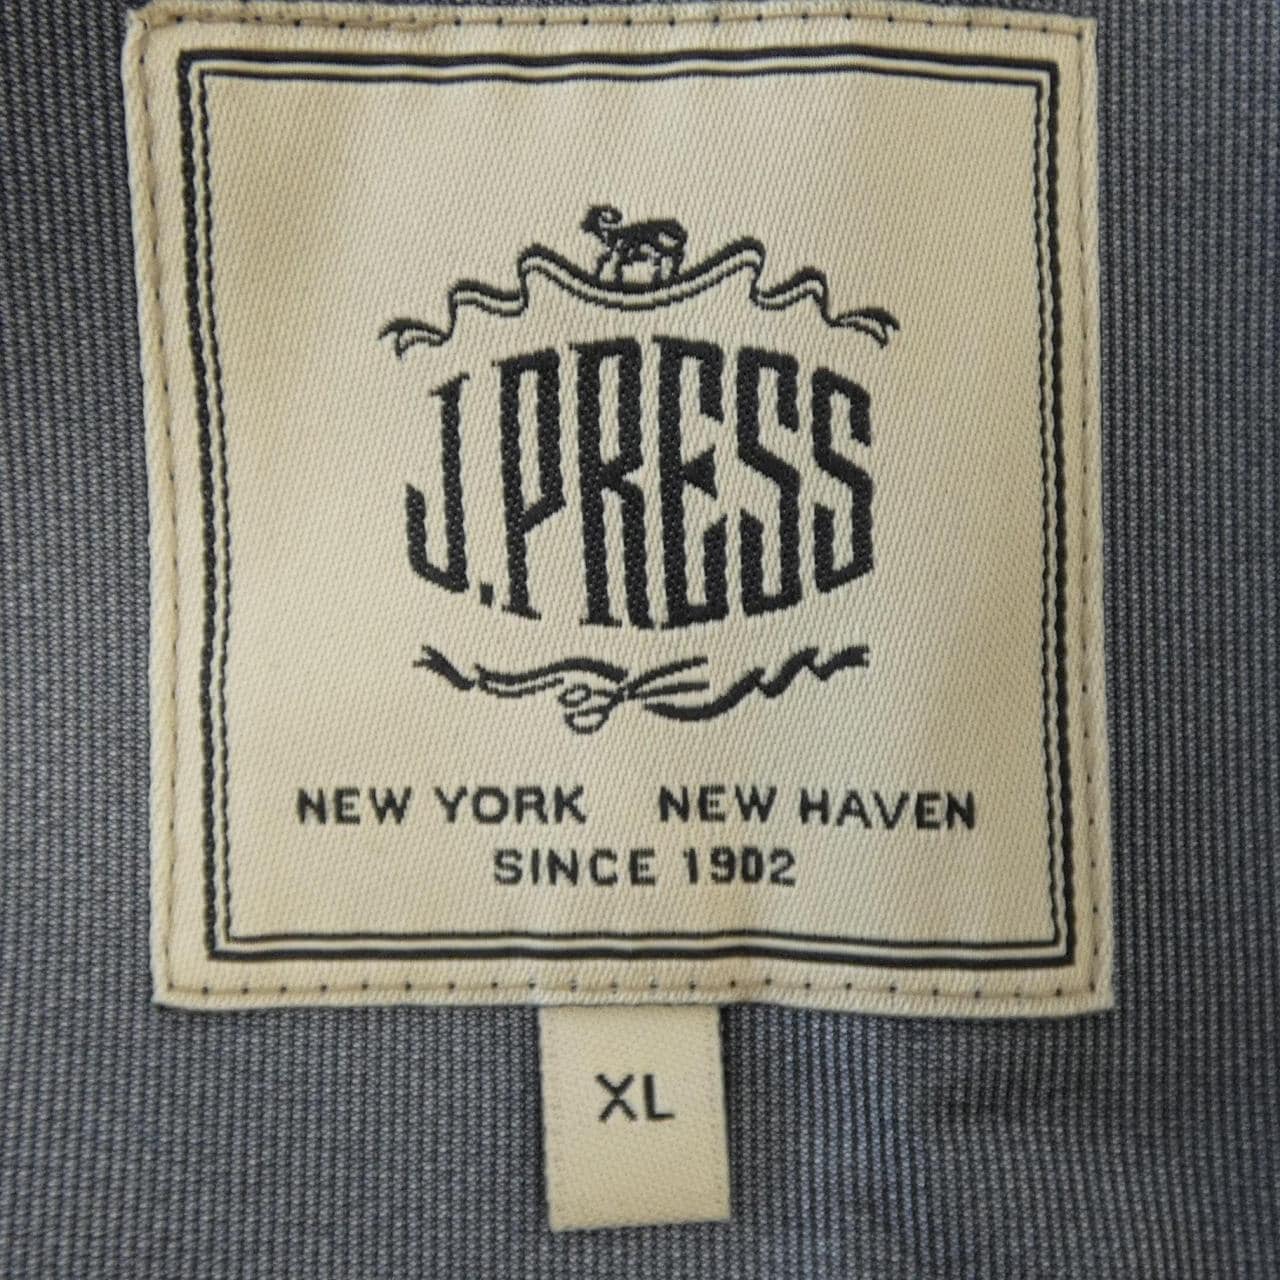 J.PRESS
NEW YORK NEW HAVEN
SINCE 1902
XL